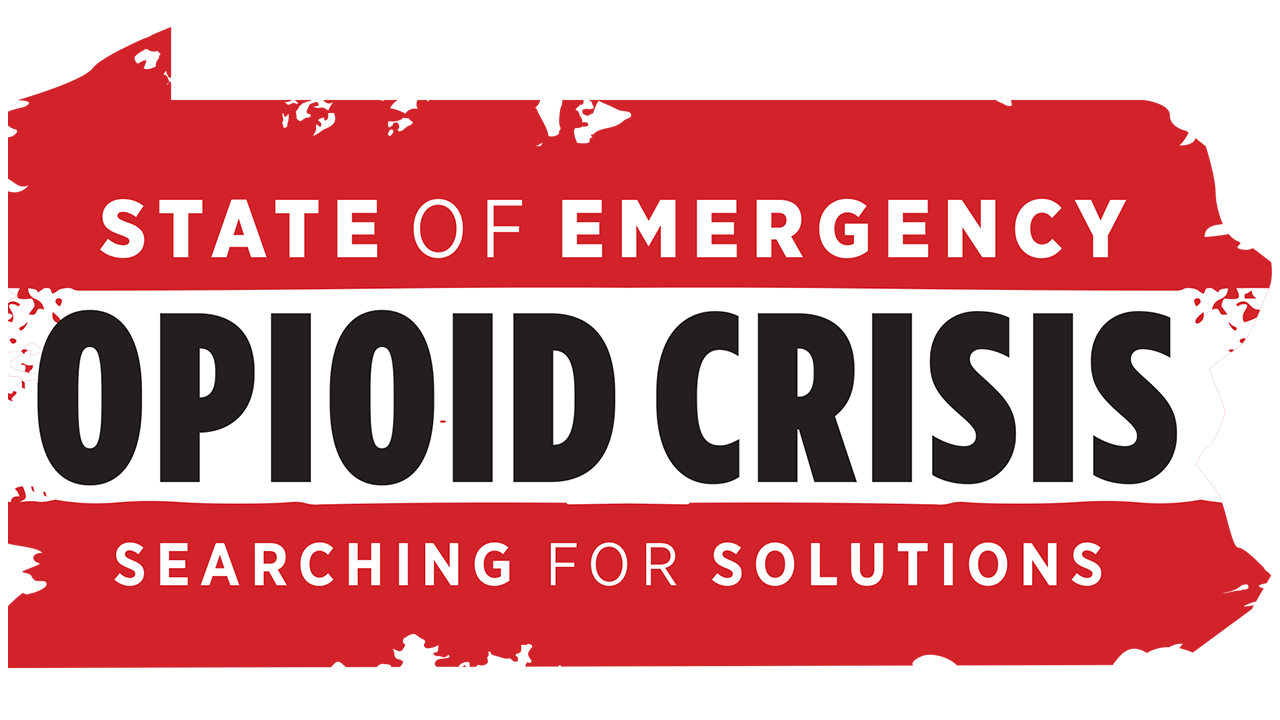 STATE OF EMERGENCY
OPIOID CRISIS
SEARCHING FOR SOLUTIONS